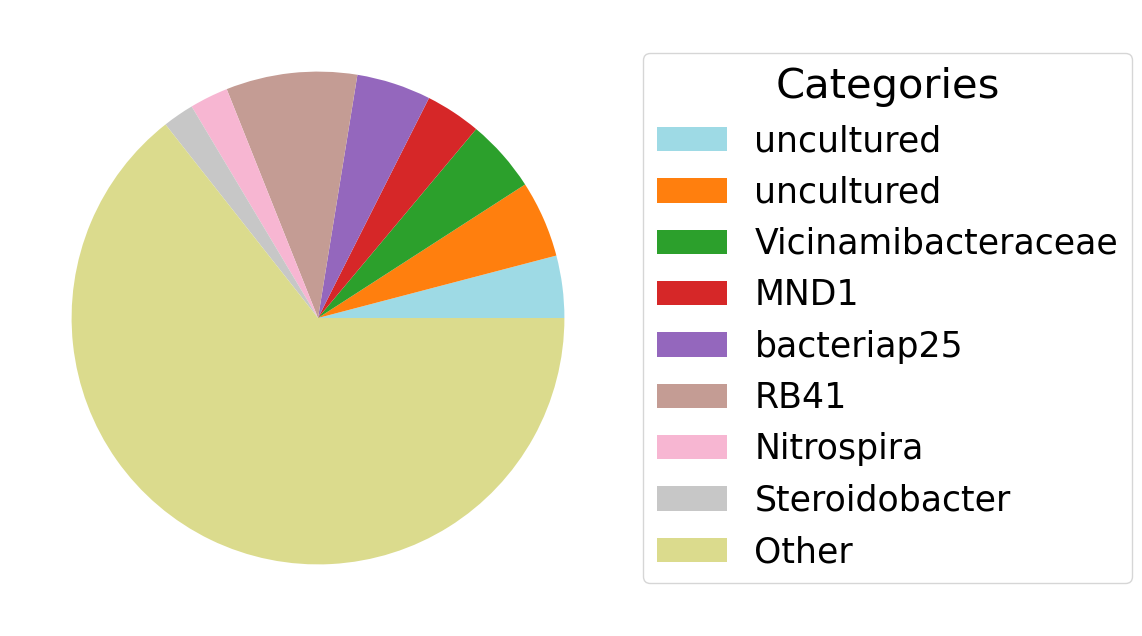 Categories
uncultured
uncultured
Vicinamibacteraceae
MND1
bacteriap25
RB41
Nitrospira
Steroidobacter
Other